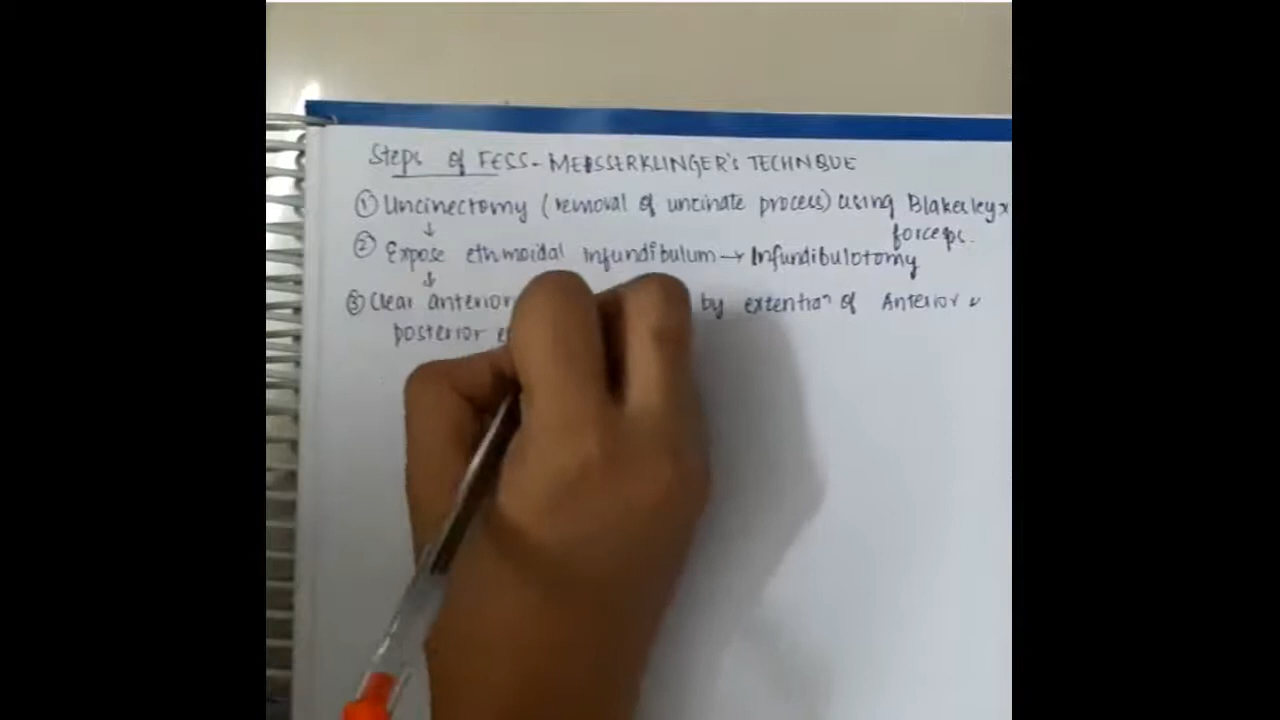 Steps of FESS - MESSERKLINGER'S TECHNIQUE
① Uncinectomy (removal of uncinate process) using Blakesleyx
forceps.
↓
② Expose ethmoidal infundibulum → Infundibulotomy
↓
③ Clear anterior by extention of Anterior
posterior